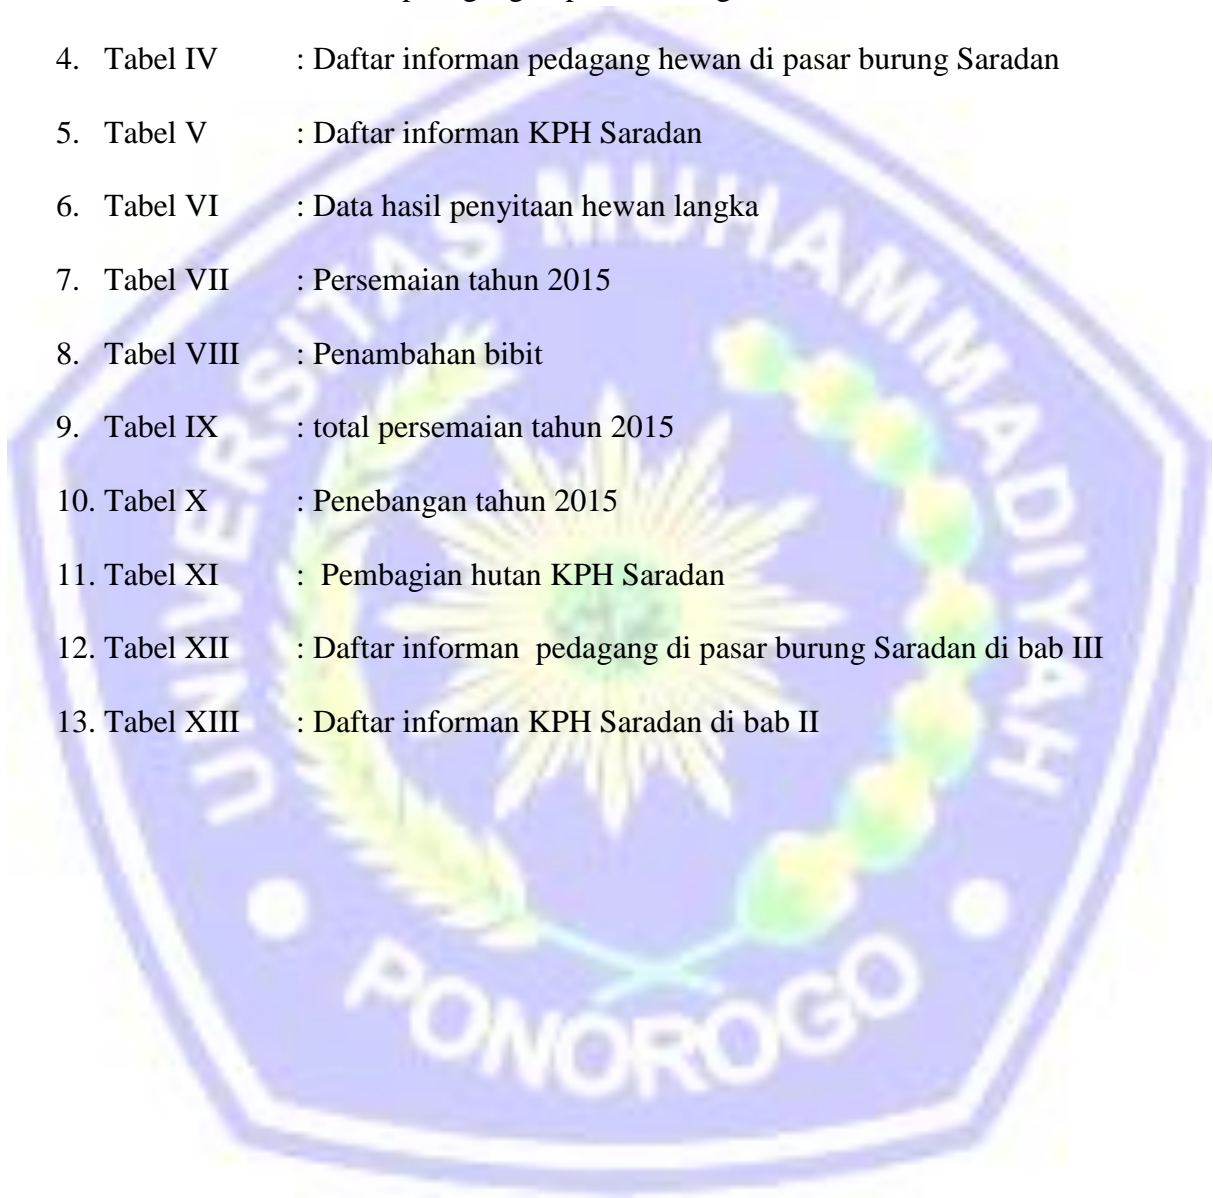 4. Tabel IV : Daftar informan pedagang hewan di pasar burung Saradan
5. Tabel V : Daftar informan KPH Saradan
6. Tabel VI : Data hasil penyitaan hewan langka
7. Tabel VII : Persemaian tahun 2015
8. Tabel VIII : Penambahan bibit
9. Tabel IX : total persemaian tahun 2015
10. Tabel X : Penebangan tahun 2015
11. Tabel XI : Pembagian hutan KPH Saradan
12. Tabel XII : Daftar informan pedagang di pasar burung Saradan di bab III
13. Tabel XIII : Daftar informan KPH Saradan di bab II
UNIVERSITAS MUHAMMADIYAH
PONOROGO